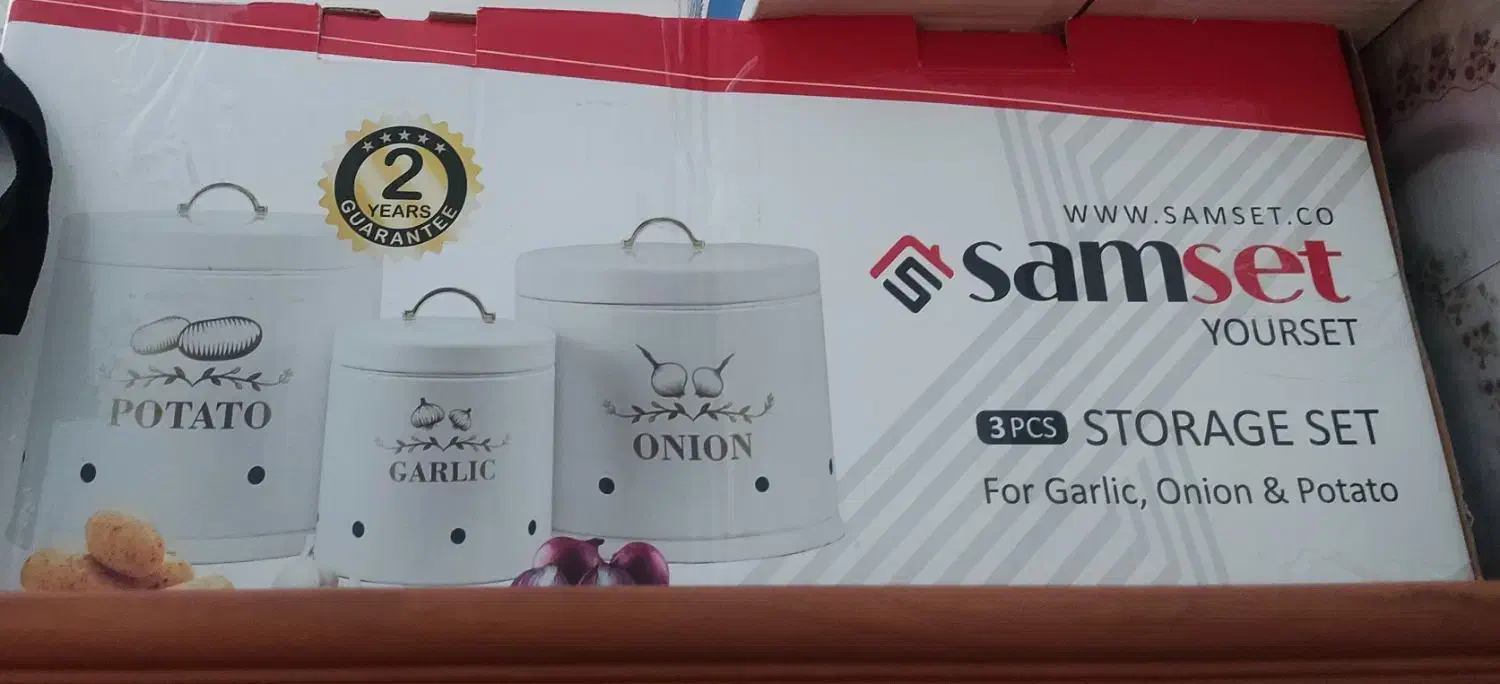 2
YEARS
GUARANTEE
POTATO
GARLIC
ONION
WWW.SAMSET.CO
samset
YOURSET
3PCS STORAGE SET
For Garlic, Onion & Potato